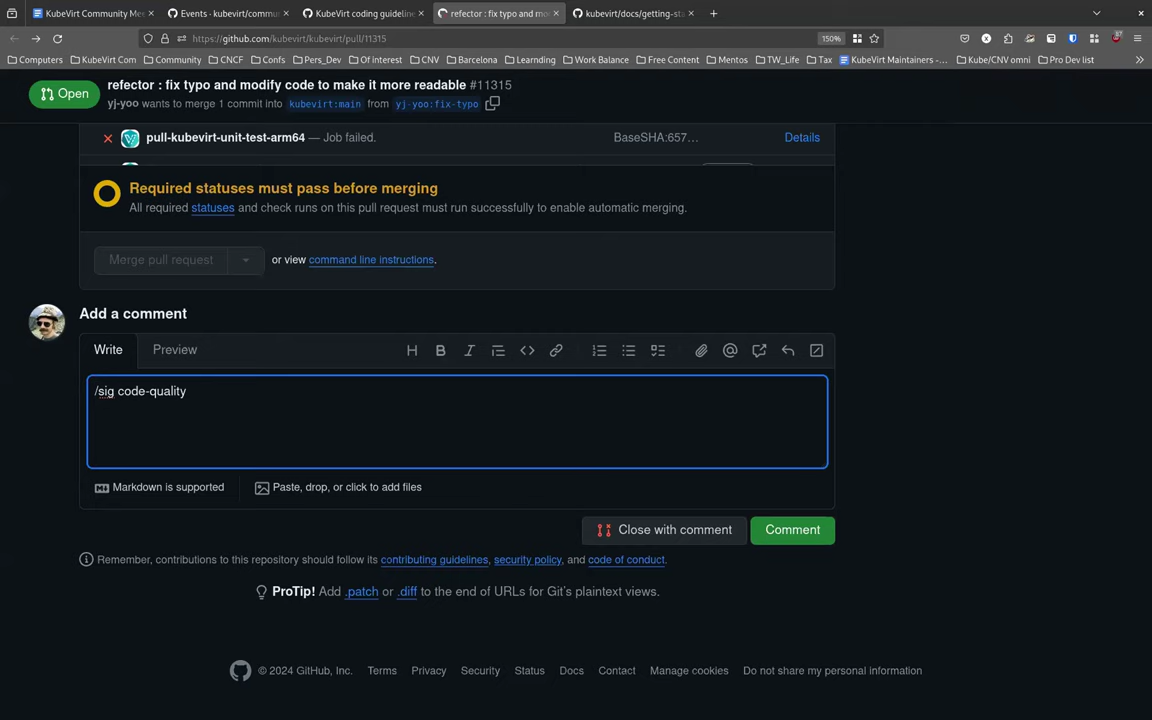 KubeVirt Community Mee
Events · kubevirt/commu
KubeVirt coding guideline
refactor : fix typo and mo
kubevirt/docs/getting-sta
https://github.com/kubevirt/kubevirt/pull/11315
150%
Computers KubeVirt Com Community CNCF Confs Pers_Dev Of interest CNV Barcelona Learnding Work Balance Free Content Mentos TW_Life Tax KubeVirt Maintainers -... Kube/CNV omni Pro Dev list
Open
refactor : fix typo and modify code to make it more readable #11315
yj-yoo wants to merge 1 commit into kubevirt:main from yj-yoo:fix-typo
pull-kubevirt-unit-test-arm64 — Job failed. BaseSHA:657... Details
Required statuses must pass before merging
All required statuses and check runs on this pull request must run successfully to enable automatic merging.
Merge pull request or view command line instructions.
Add a comment
Write Preview
/sig code-quality
Markdown is supported Paste, drop, or click to add files
Close with comment Comment
Remember, contributions to this repository should follow its contributing guidelines, security policy, and code of conduct.
ProTip! Add .patch or .diff to the end of URLs for Git's plaintext views.
© 2024 GitHub, Inc. Terms Privacy Security Status Docs Contact Manage cookies Do not share my personal information